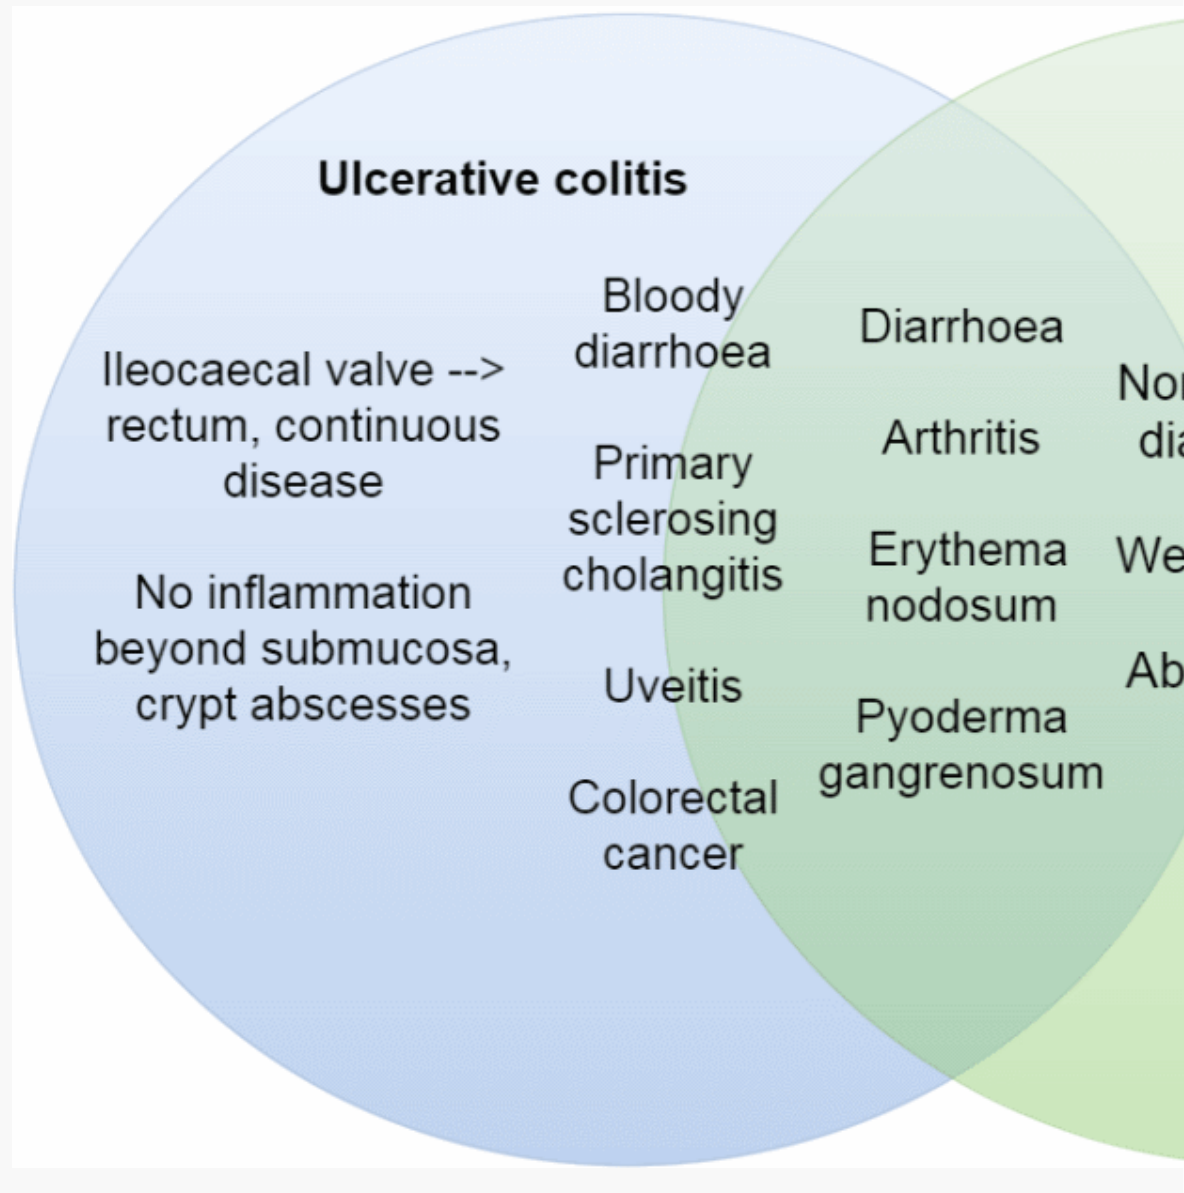 Ulcerative colitis
Ileocaecal valve -->
rectum, continuous
disease
No inflammation
beyond submucosa,
crypt abscesses
Bloody
diarrhoea
Primary
sclerosing
cholangitis
Uveitis
Colorectal
cancer
Diarrhoea
Arthritis
Erythema
nodosum
Pyoderma
gangrenosum